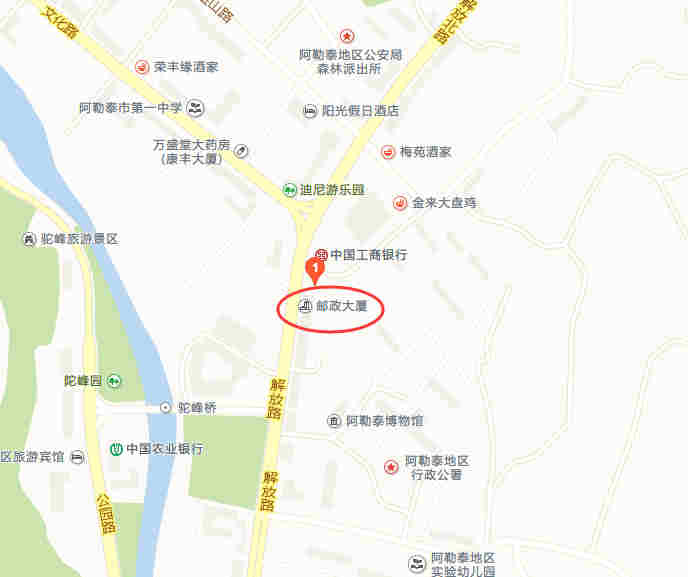 文化路
金山路
解放北路
阿勒泰地区公安局
森林派出所
荣丰缘酒家
阿勒泰市第一中学
阳光假日酒店
万盛堂大药房
(康丰大厦)
梅苑酒家
迪尼游乐园
金来大盘鸡
驼峰旅游景区
中国工商银行
1
邮政大厦
陀峰园
驼峰桥
解放路
阿勒泰博物馆
中国农业银行
区旅游宾馆
阿勒泰地区
行政公署
解放路
公园路
阿勒泰地区
实验幼儿园